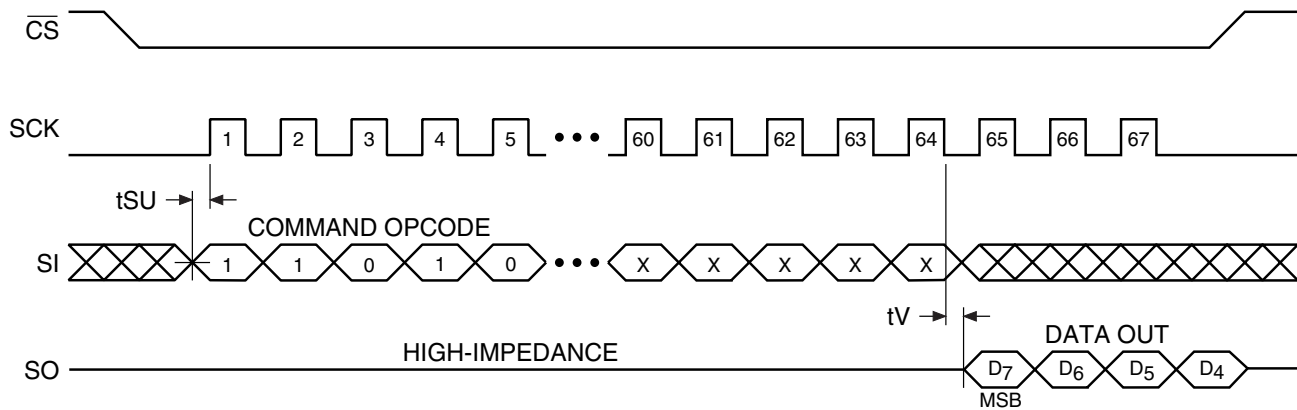 CS
SCK
1 2 3 4 5 ••• 60 61 62 63 64 65 66 67
tSU
COMMAND OPCODE
SI
1 1 0 1 0 ••• X X X X X
tV
HIGH-IMPEDANCE
DATA OUT
SO
D7 D6 D5 D4
MSB